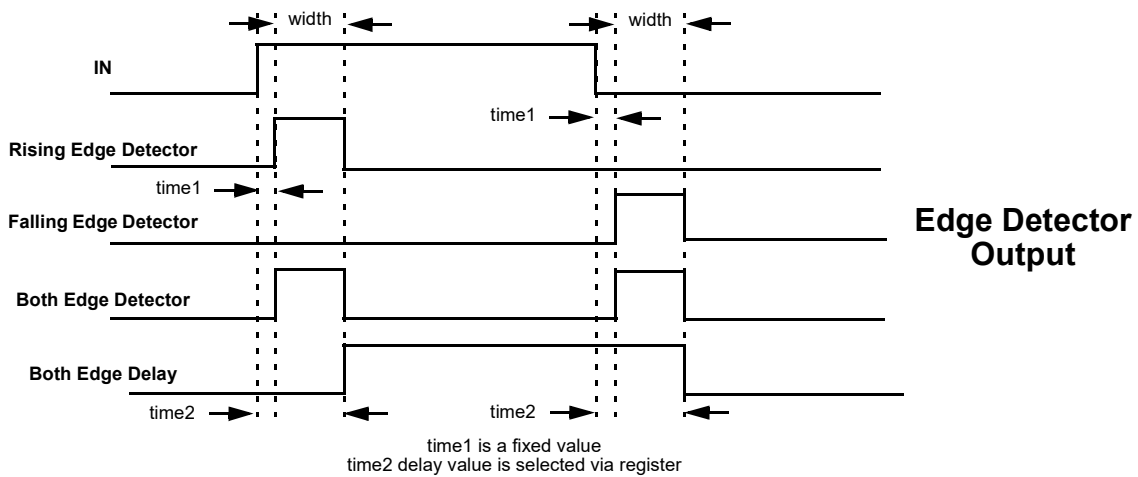 width
width
IN
time1
Rising Edge Detector
time1
Falling Edge Detector
Edge Detector
Output
Both Edge Detector
Both Edge Delay
time2
time2
time1 is a fixed value
time2 delay value is selected via register